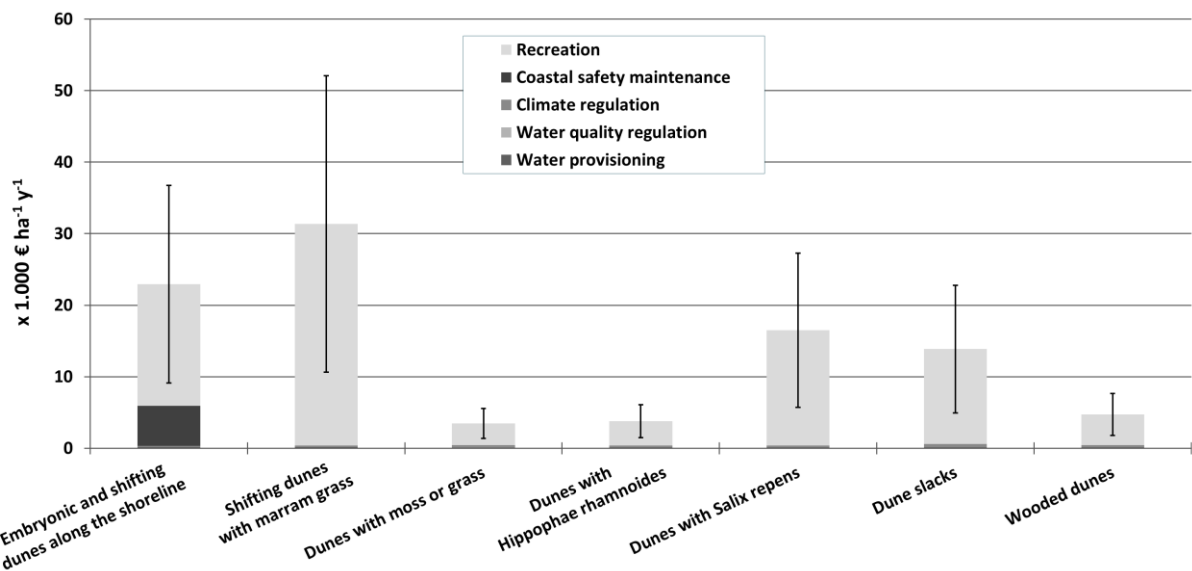 60
50
40
30
20
10
0
x 1.000 € ha⁻¹ y⁻¹
Recreation
Coastal safety maintenance
Climate regulation
Water quality regulation
Water provisioning
Embryonic and shifting
dunes along the shoreline
Shifting dunes
with marram grass
Dunes with moss or grass
Dunes with
Hippophae rhamnoides
Dunes with Salix repens
Dune slacks
Wooded dunes